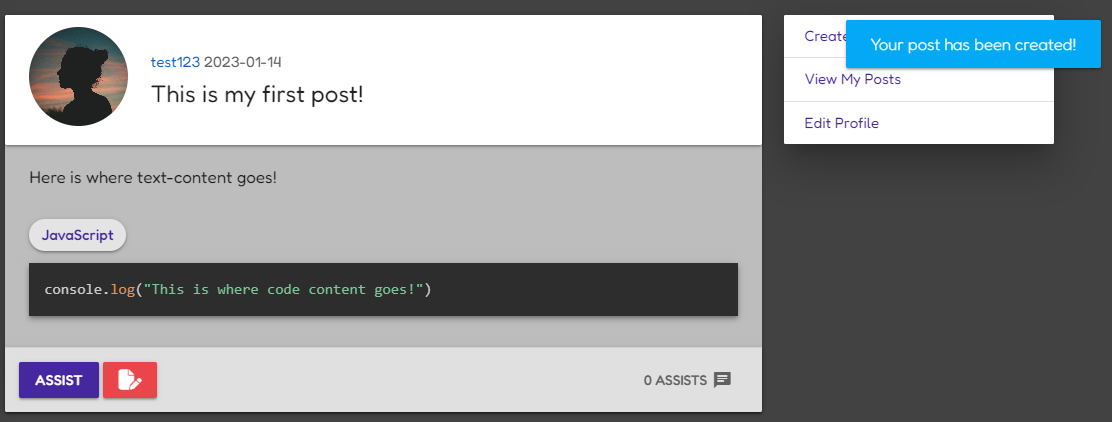 test123 2023-01-14
This is my first post!
Here is where text-content goes!
JavaScript
console.log("This is where code content goes!")
ASSIST
0 ASSISTS
Create
Your post has been created!
View My Posts
Edit Profile